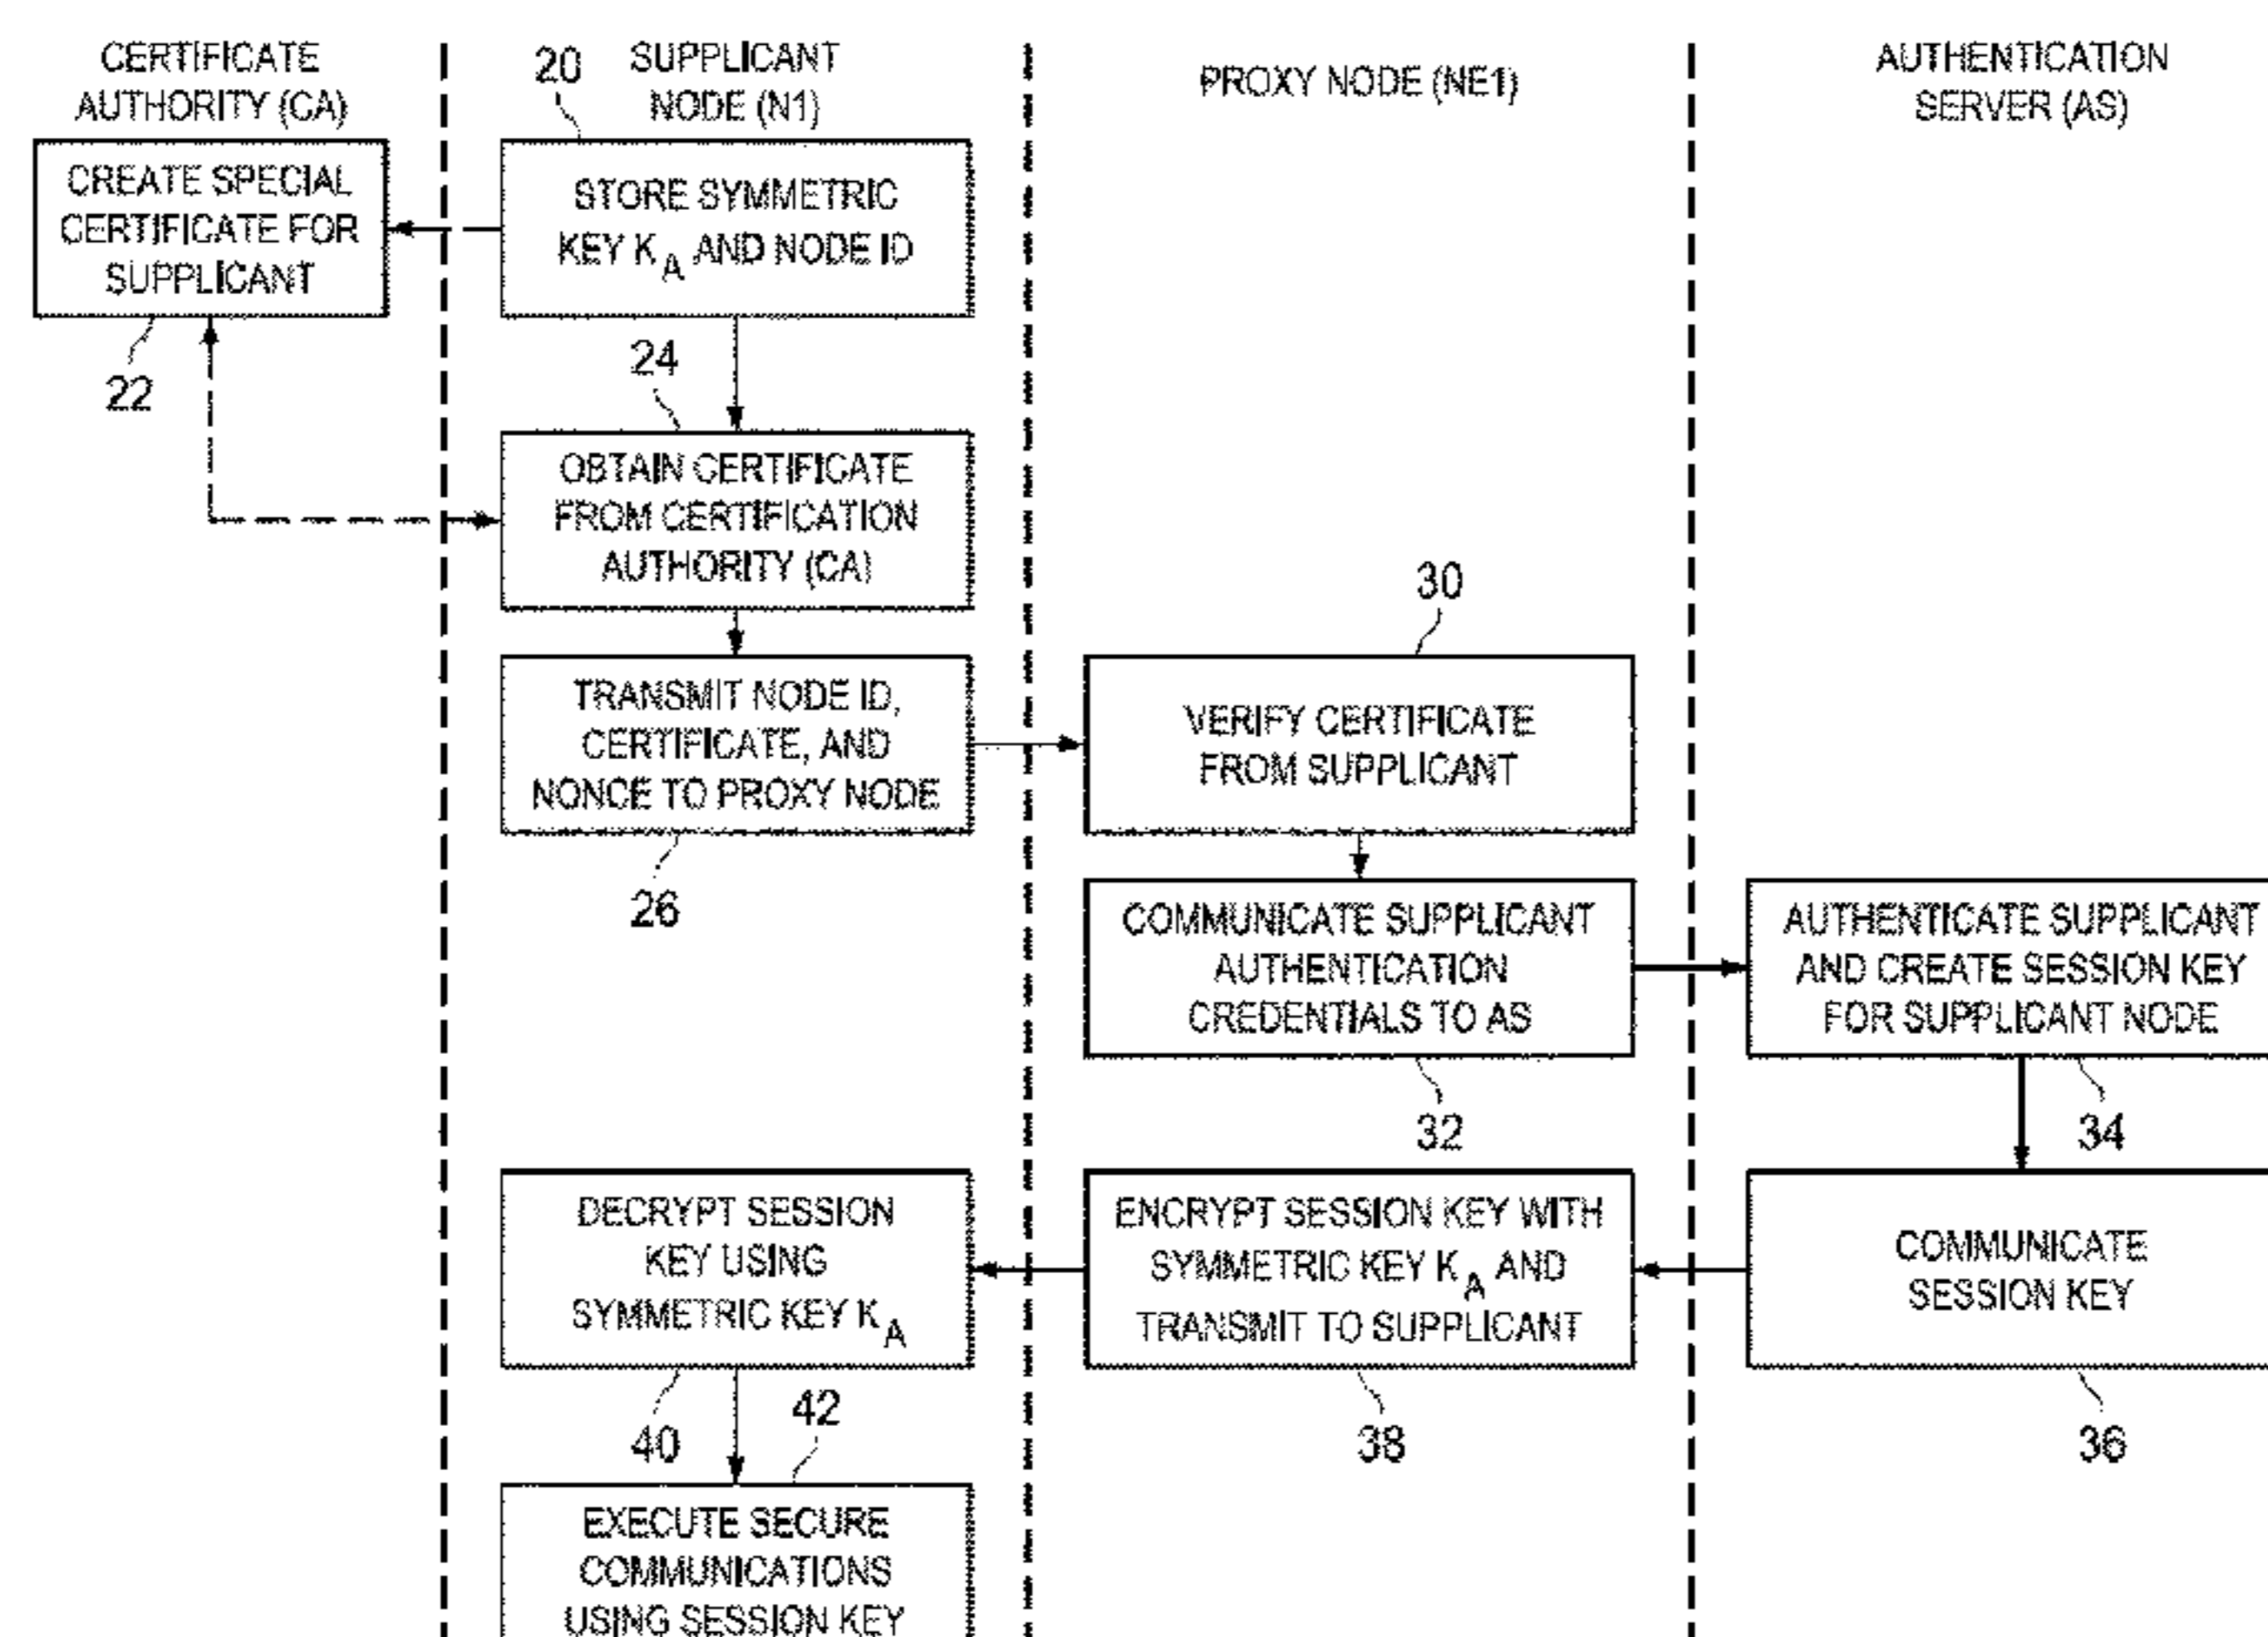 CERTIFICATE
AUTHORITY (CA)
SUPPLICANT
NODE (N1)
PROXY NODE (NE1)
AUTHENTICATION
SERVER (AS)
20
CREATE SPECIAL
CERTIFICATE FOR
SUPPLICANT
22
STORE SYMMETRIC
KEY K A AND NODE ID
24
OBTAIN CERTIFICATE
FROM CERTIFICATION
AUTHORITY (CA)
TRANSMIT NODE ID,
CERTIFICATE, AND
NONCE TO PROXY NODE
26
30
VERIFY CERTIFICATE
FROM SUPPLICANT
COMMUNICATE SUPPLICANT
AUTHENTICATION
CREDENTIALS TO AS
32
AUTHENTICATE SUPPLICANT
AND CREATE SESSION KEY
FOR SUPPLICANT NODE
34
COMMUNICATE
SESSION KEY
36
ENCRYPT SESSION KEY WITH
SYMMETRIC KEY K A AND
TRANSMIT TO SUPPLICANT
38
DECRYPT SESSION
KEY USING
SYMMETRIC KEY K A
40
42
EXECUTE SECURE
COMMUNICATIONS
USING SESSION KEY